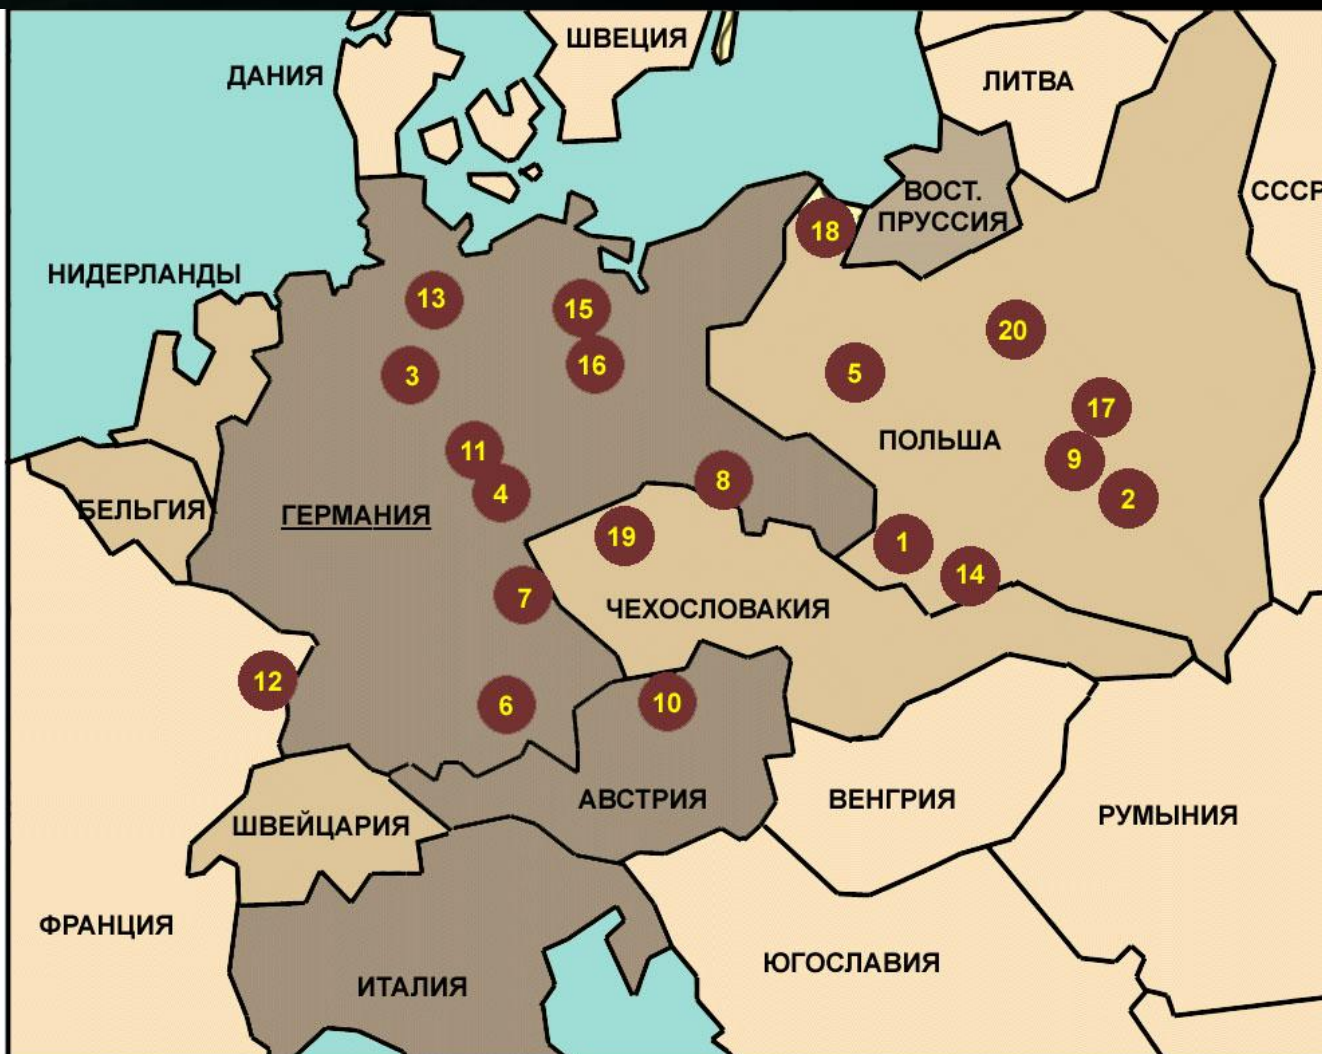 ШВЕЦИЯ
ДАНИЯ
ЛИТВА
ВОСТ.
ПРУССИЯ
СССР
18
НИДЕРЛАНДЫ
13
15
20
3
16
5
17
ПОЛЬША
11
9
4
8
2
БЕЛЬГИЯ
ГЕРМАНИЯ
19
1
14
7
ЧЕХОСЛОВАКИЯ
12
6
10
АВСТРИЯ
ВЕНГРИЯ
РУМЫНИЯ
ШВЕЙЦАРИЯ
ФРАНЦИЯ
ЮГОСЛАВИЯ
ИТАЛИЯ